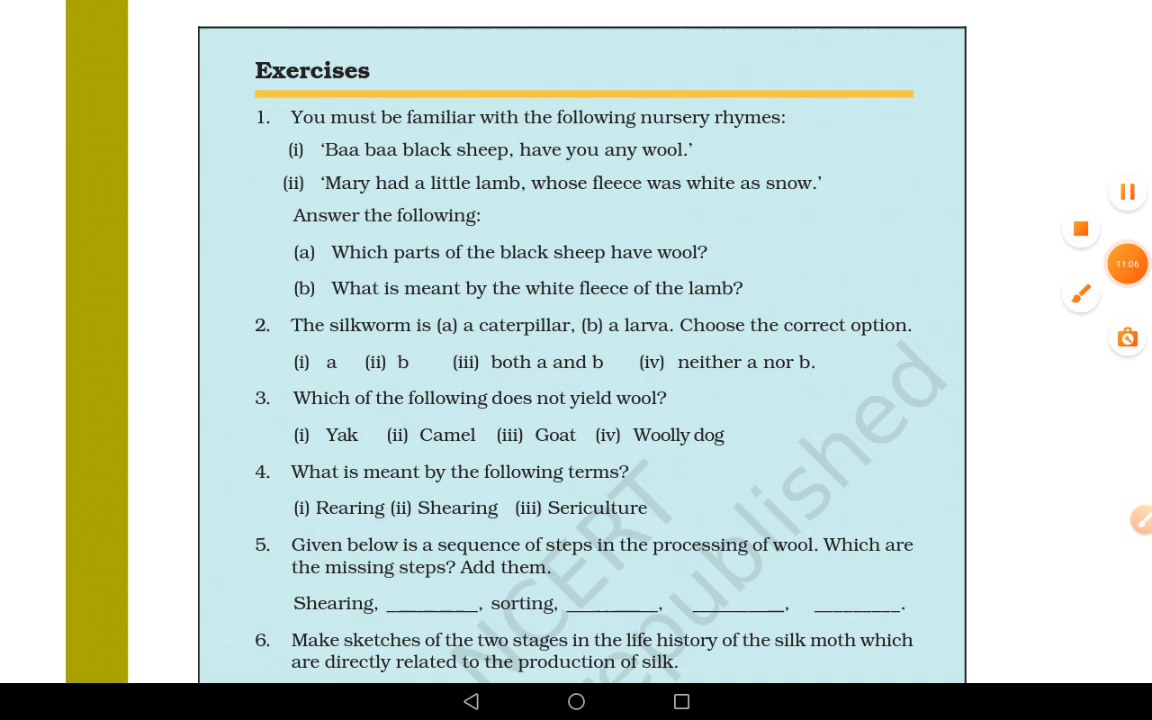 Exercises
1. You must be familiar with the following nursery rhymes:
(i) ‘Baa baa black sheep, have you any wool.’
(ii) ‘Mary had a little lamb, whose fleece was white as snow.’
Answer the following:
(a) Which parts of the black sheep have wool?
(b) What is meant by the white fleece of the lamb?
2. The silkworm is (a) a caterpillar, (b) a larva. Choose the correct option.
(i) a (ii) b (iii) both a and b (iv) neither a nor b.
3. Which of the following does not yield wool?
(i) Yak (ii) Camel (iii) Goat (iv) Woolly dog
4. What is meant by the following terms?
(i) Rearing (ii) Shearing (iii) Sericulture
5. Given below is a sequence of steps in the processing of wool. Which are
the missing steps? Add them.
Shearing, __________, sorting, __________, __________, _________.
6. Make sketches of the two stages in the life history of the silk moth which
are directly related to the production of silk.
NCERT
republished
11:06